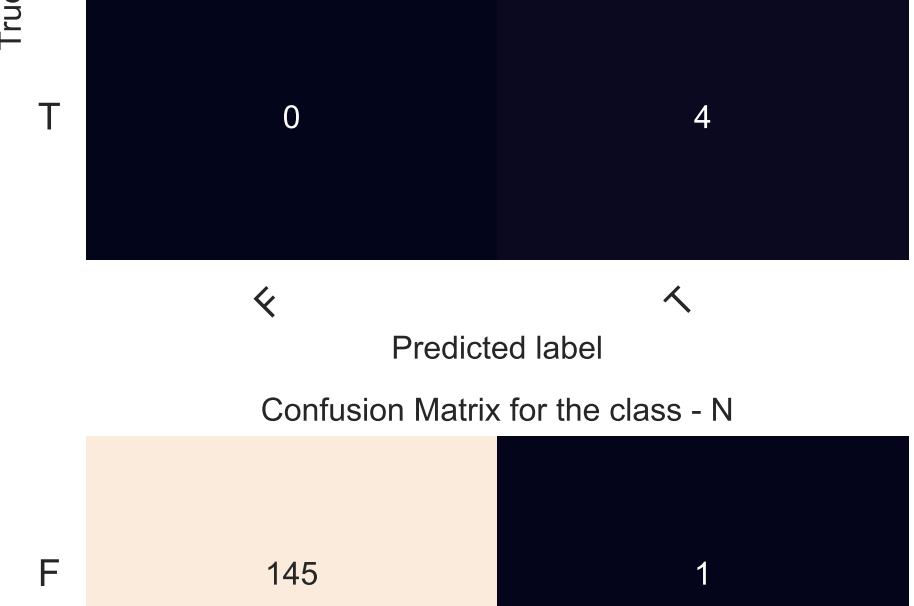 T 0 4
F T
Predicted label
Confusion Matrix for the class - N
F 145 1